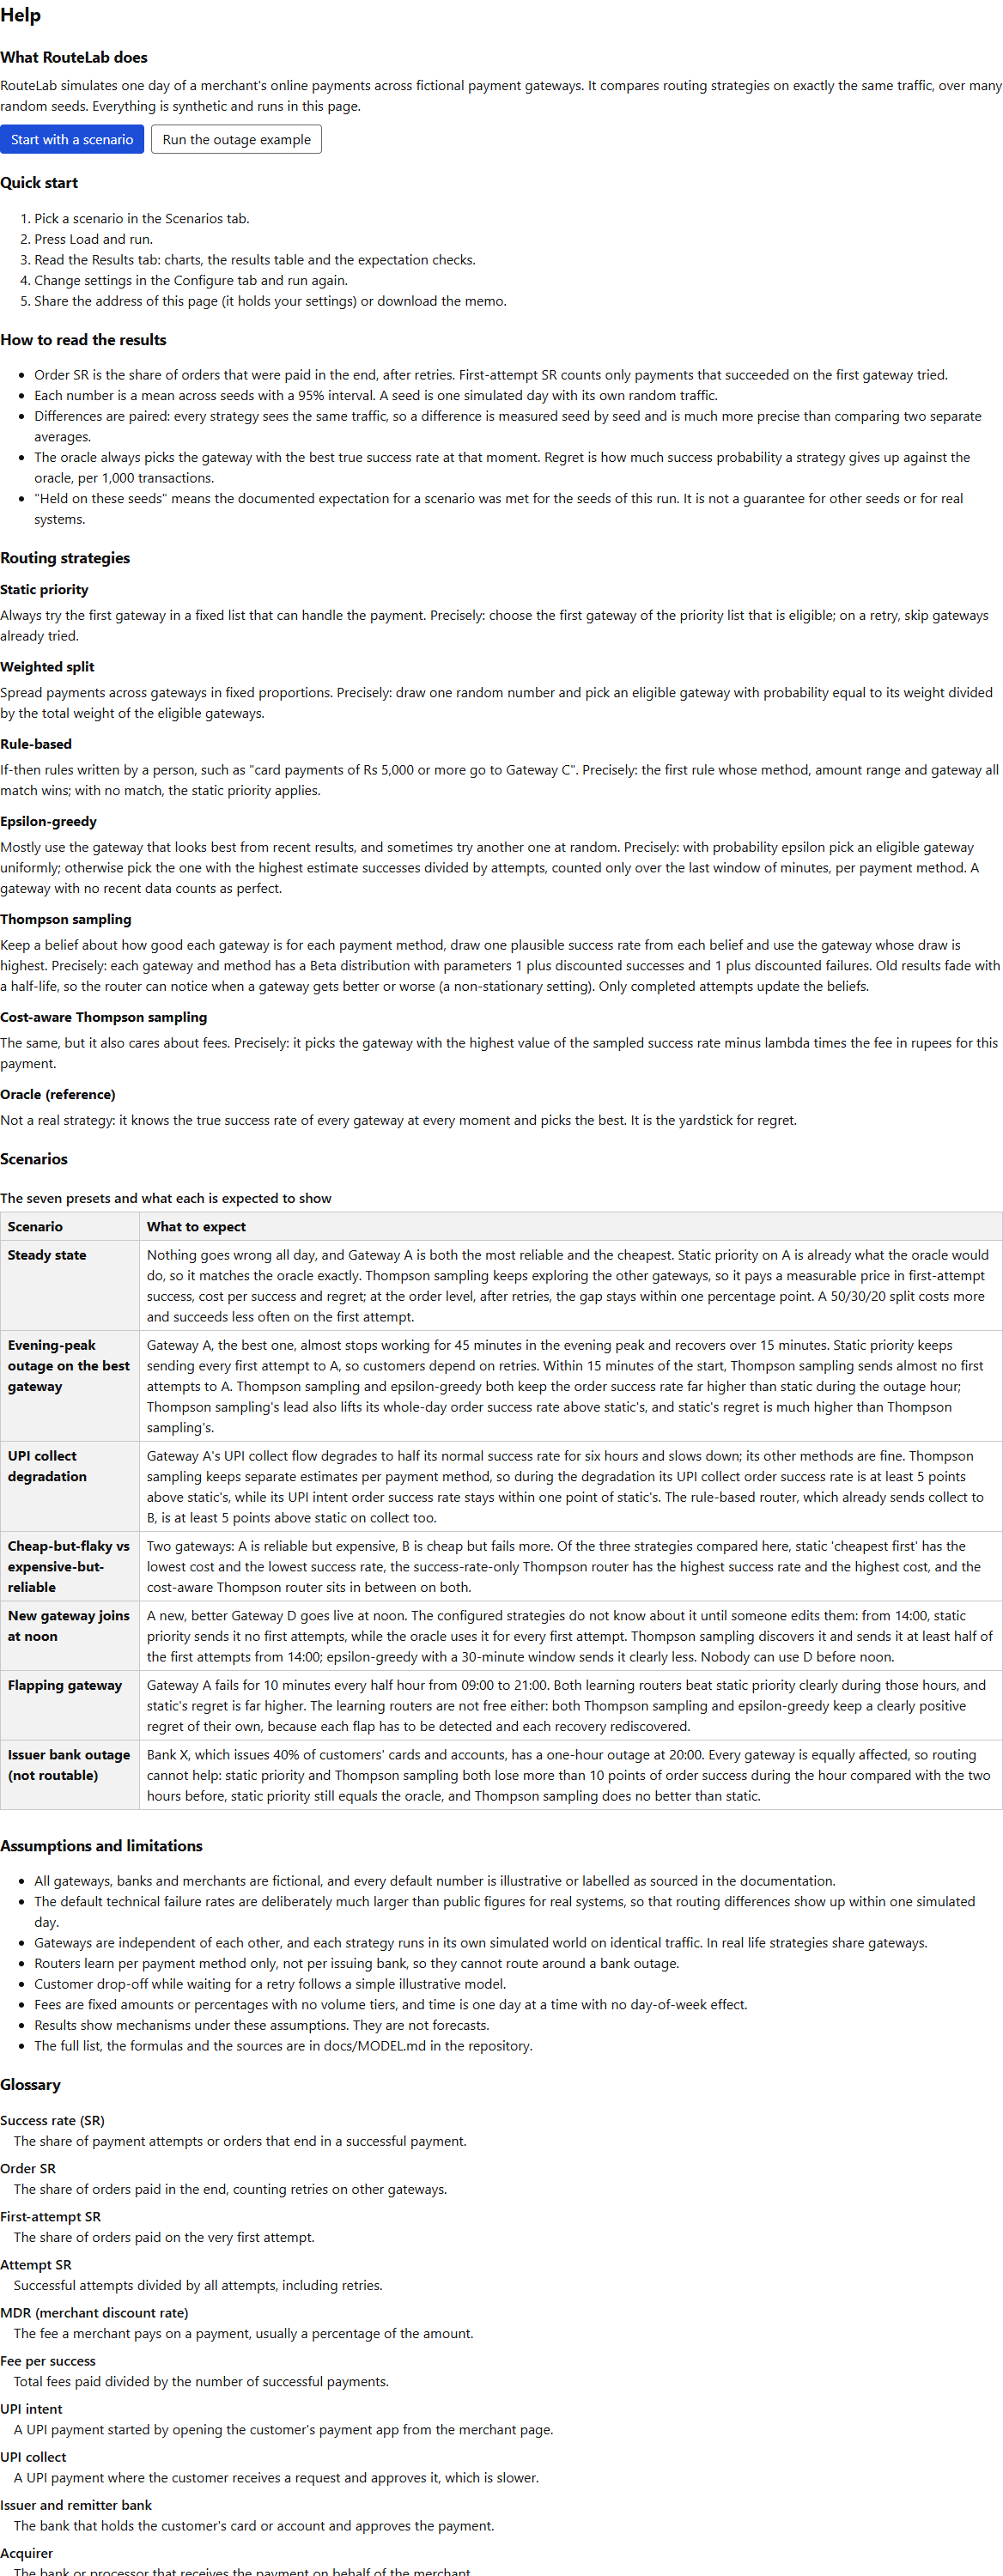 Help
What RouteLab does
RouteLab simulates one day of a merchant's online payments across fictional payment gateways. It compares routing strategies on exactly the same traffic, over many
random seeds. Everything is synthetic and runs in this page.
Start with a scenario
Run the outage example
Quick start
1. Pick a scenario in the Scenarios tab.
2. Press Load and run.
3. Read the Results tab: charts, the results table and the expectation checks.
4. Change settings in the Configure tab and run again.
5. Share the address of this page (it holds your settings) or download the memo.
How to read the results
• Order SR is the share of orders that were paid in the end, after retries. First-attempt SR counts only payments that succeeded on the first gateway tried.
• Each number is a mean across seeds with a 95% interval. A seed is one simulated day with its own random traffic.
• Differences are paired: every strategy sees the same traffic, so a difference is measured seed by seed and is much more precise than comparing two separate
averages.
• The oracle always picks the gateway with the best true success rate at that moment. Regret is how much success probability a strategy gives up against the
oracle, per 1,000 transactions.
• "Held on these seeds" means the documented expectation for a scenario was met for the seeds of this run. It is not a guarantee for other seeds or for real
systems.
Routing strategies
Static priority
Always try the first gateway in a fixed list that can handle the payment. Precisely: choose the first gateway of the priority list that is eligible; on a retry, skip gateways
already tried.
Weighted split
Spread payments across gateways in fixed proportions. Precisely: draw one random number and pick an eligible gateway with probability equal to its weight divided
by the total weight of the eligible gateways.
Rule-based
If-then rules written by a person, such as "card payments of Rs 5,000 or more go to Gateway C". Precisely: the first rule whose method, amount range and gateway all
match wins; with no match, the static priority applies.
Epsilon-greedy
Mostly use the gateway that looks best from recent results, and sometimes try another one at random. Precisely: with probability epsilon pick an eligible gateway
uniformly; otherwise pick the one with the highest estimate successes divided by attempts, counted only over the last window of minutes, per payment method. A
gateway with no recent data counts as perfect.
Thompson sampling
Keep a belief about how good each gateway is for each payment method, draw one plausible success rate from each belief and use the gateway whose draw is
highest. Precisely: each gateway and method has a Beta distribution with parameters 1 plus discounted successes and 1 plus discounted failures. Old results fade with
a half-life, so the router can notice when a gateway gets better or worse (a non-stationary setting). Only completed attempts update the beliefs.
Cost-aware Thompson sampling
The same, but it also cares about fees. Precisely: it picks the gateway with the highest value of the sampled success rate minus lambda times the fee in rupees for this
payment.
Oracle (reference)
Not a real strategy: it knows the true success rate of every gateway at every moment and picks the best. It is the yardstick for regret.
Scenarios
The seven presets and what each is expected to show
Scenario
What to expect
Steady state
Nothing goes wrong all day, and Gateway A is both the most reliable and the cheapest. Static priority on A is already what the oracle would
do, so it matches the oracle exactly. Thompson sampling keeps exploring the other gateways, so it pays a measurable price in first-attempt
success, cost per success and regret; at the order level, after retries, the gap stays within one percentage point. A 50/30/20 split costs more
and succeeds less often on the first attempt.
Evening-peak
outage on the best
gateway
Gateway A, the best one, almost stops working for 45 minutes in the evening peak and recovers over 15 minutes. Static priority keeps
sending every first attempt to A, so customers depend on retries. Within 15 minutes of the start, Thompson sampling sends almost no first
attempts to A. Thompson sampling and epsilon-greedy both keep the order success rate far higher than static during the outage hour;
Thompson sampling's lead also lifts its whole-day order success rate above static's, and static's regret is much higher than Thompson
sampling's.
UPI collect
degradation
Gateway A's UPI collect flow degrades to half its normal success rate for six hours and slows down; its other methods are fine. Thompson
sampling keeps separate estimates per payment method, so during the degradation its UPI collect order success rate is at least 5 points
above static's, while its UPI intent order success rate stays within one point of static's. The rule-based router, which already sends collect to
B, is at least 5 points above static on collect too.
Cheap-but-flaky vs
expensive-but-
reliable
Two gateways: A is reliable but expensive, B is cheap but fails more. Of the three strategies compared here, static 'cheapest first' has the
lowest cost and the lowest success rate, the success-rate-only Thompson router has the highest success rate and the highest cost, and the
cost-aware Thompson router sits in between on both.
New gateway joins
at noon
A new, better Gateway D goes live at noon. The configured strategies do not know about it until someone edits them: from 14:00, static
priority sends it no first attempts, while the oracle uses it for every first attempt. Thompson sampling discovers it and sends it at least half of
the first attempts from 14:00; epsilon-greedy with a 30-minute window sends it clearly less. Nobody can use D before noon.
Flapping gateway
Gateway A fails for 10 minutes every half hour from 09:00 to 21:00. Both learning routers beat static priority clearly during those hours, and
static's regret is far higher. The learning routers are not free either: both Thompson sampling and epsilon-greedy keep a clearly positive
regret of their own, because each flap has to be detected and each recovery rediscovered.
Issuer bank outage
(not routable)
Bank X, which issues 40% of customers' cards and accounts, has a one-hour outage at 20:00. Every gateway is equally affected, so routing
cannot help: static priority and Thompson sampling both lose more than 10 points of order success during the hour compared with the two
hours before, static priority still equals the oracle, and Thompson sampling does no better than static.
Assumptions and limitations
• All gateways, banks and merchants are fictional, and every default number is illustrative or labelled as sourced in the documentation.
• The default technical failure rates are deliberately much larger than public figures for real systems, so that routing differences show up within one simulated
day.
• Gateways are independent of each other, and each strategy runs in its own simulated world on identical traffic. In real life strategies share gateways.
• Routers learn per payment method only, not per issuing bank, so they cannot route around a bank outage.
• Customer drop-off while waiting for a retry follows a simple illustrative model.
• Fees are fixed amounts or percentages with no volume tiers, and time is one day at a time with no day-of-week effect.
• Results show mechanisms under these assumptions. They are not forecasts.
• The full list, the formulas and the sources are in docs/MODEL.md in the repository.
Glossary
Success rate (SR)
The share of payment attempts or orders that end in a successful payment.
Order SR
The share of orders paid in the end, counting retries on other gateways.
First-attempt SR
The share of orders paid on the very first attempt.
Attempt SR
Successful attempts divided by all attempts, including retries.
MDR (merchant discount rate)
The fee a merchant pays on a payment, usually a percentage of the amount.
Fee per success
Total fees paid divided by the number of successful payments.
UPI intent
A UPI payment started by opening the customer's payment app from the merchant page.
UPI collect
A UPI payment where the customer receives a request and approves it, which is slower.
Issuer and remitter bank
The bank that holds the customer's card or account and approves the payment.
Acquirer
The bank or processor that receives the payment on behalf of the merchant.